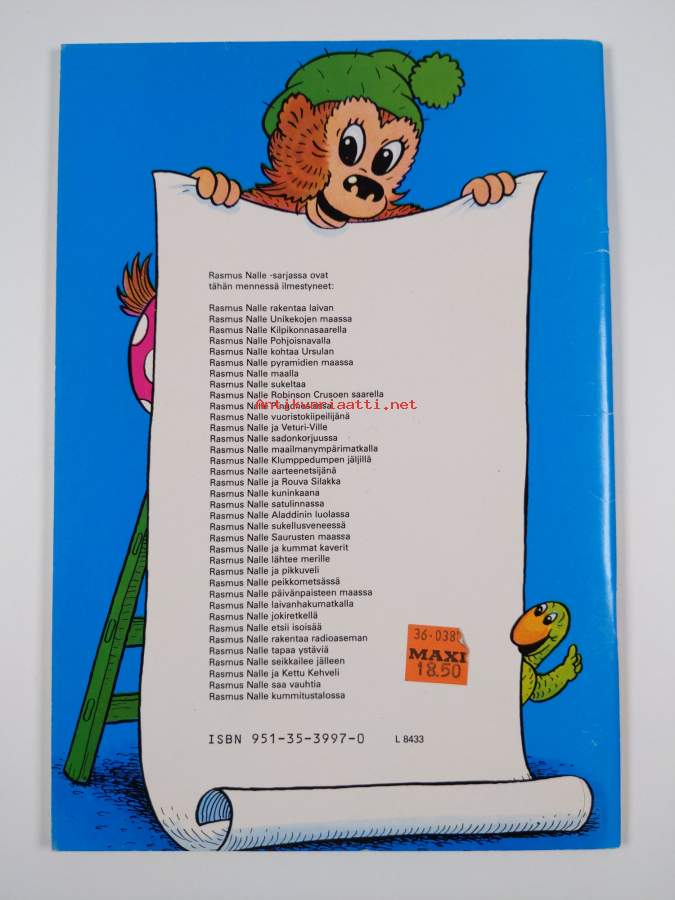 Rasmus Nalle -sarjassa ovat
tähän mennessä ilmestyneet:
Rasmus Nalle rakentaa laivan
Rasmus Nalle Unikekojen maassa
Rasmus Nalle Kilpikonnasaarella
Rasmus Nalle Pohjoisnavalla
Rasmus Nalle kohtaa Ursulan
Rasmus Nalle pyramidien maassa
Rasmus Nalle maalla
Rasmus Nalle sukeltaa
Rasmus Nalle Robinson Crusoen saarella
Rasmus Nalle
Antikvariaatti.net
Rasmus Nalle vuoristokiipeilijänä
Rasmus Nalle ja Veturi-Ville
Rasmus Nalle sadonkorjuussa
Rasmus Nalle maailmanympärimatkalla
Rasmus Nalle Klumppedumpen jäljillä
Rasmus Nalle aarteenetsijänä
Rasmus Nalle ja Rouva Silakka
Rasmus Nalle kuninkaana
Rasmus Nalle satulinnassa
Rasmus Nalle Aladdinin luolassa
Rasmus Nalle sukellusveneessä
Rasmus Nalle Saurusten maassa
Rasmus Nalle ja kummat kaverit
Rasmus Nalle lähtee merille
Rasmus Nalle ja pikkuveli
Rasmus Nalle peikkometsässä
Rasmus Nalle päivänpaisteen maassa
Rasmus Nalle laivanhakumatkalla
Rasmus Nalle jokiretkellä
Rasmus Nalle etsii isoisää
Rasmus Nalle rakentaa radioaseman
Rasmus Nalle tapaa ystäviä
Rasmus Nalle seikkailee jälleen
Rasmus Nalle ja Kettu Kehveli
Rasmus Nalle saa vauhtia
Rasmus Nalle kummitustalossa
36-038
MAXI
18.50
ISBN 951-35-3997-0 L 8433